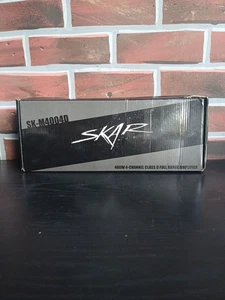 SK-M4004D
SKAR
400W 4-CHANNEL CLASS D FULL RANGE AMPLIFIER